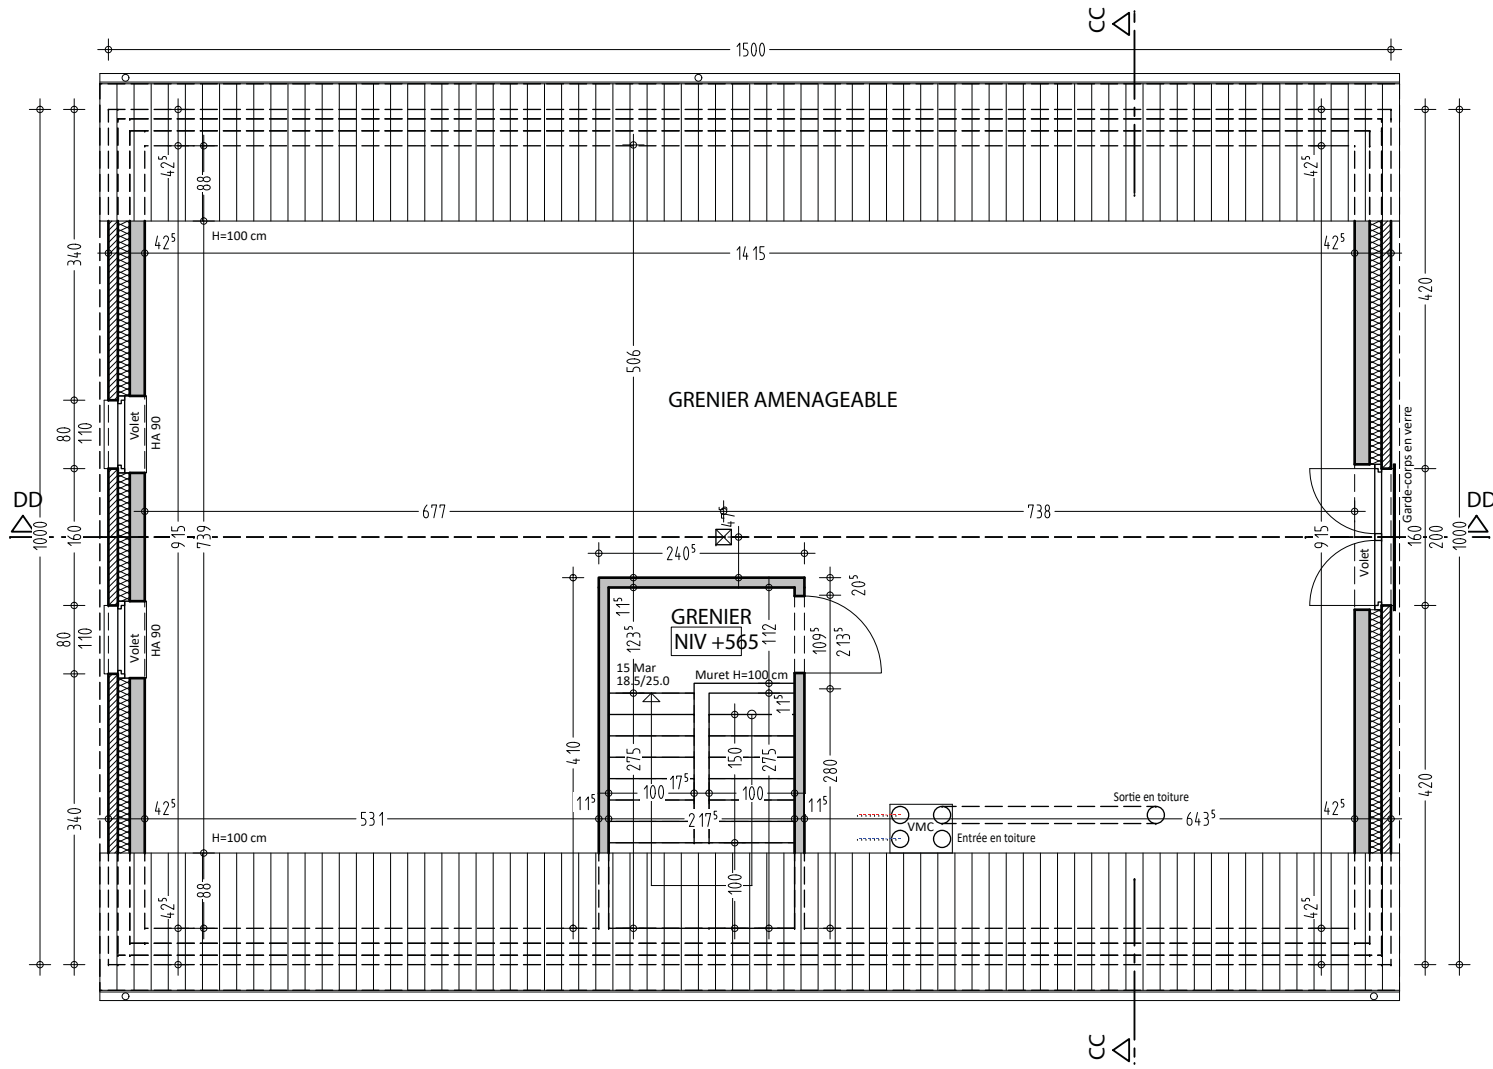 CC
1500
42⁵
88
42⁵
340
42⁵
H=100 cm
1415
42⁵
420
506
GRENIER AMENAGEABLE
80
110
Volet
HA 90
Garde-corps en verre
DD
DD
1000
160
915
739
677
738
47⁵
915
160
200
1000
240⁵
Volet
20⁵
80
110
Volet
HA 90
11⁵
123⁵
GRENIER
NIV +565
112
109⁵
213⁵
15 Mar
18.5/25.0
Muret H=100 cm
11⁵
410
275
150
275
280
420
17⁵
100
100
340
42⁵
531
11⁵
217⁵
11⁵
VMC
Sortie en toiture
643⁵
42⁵
H=100 cm
Entrée en toiture
42⁵
88
100
42⁵
CC